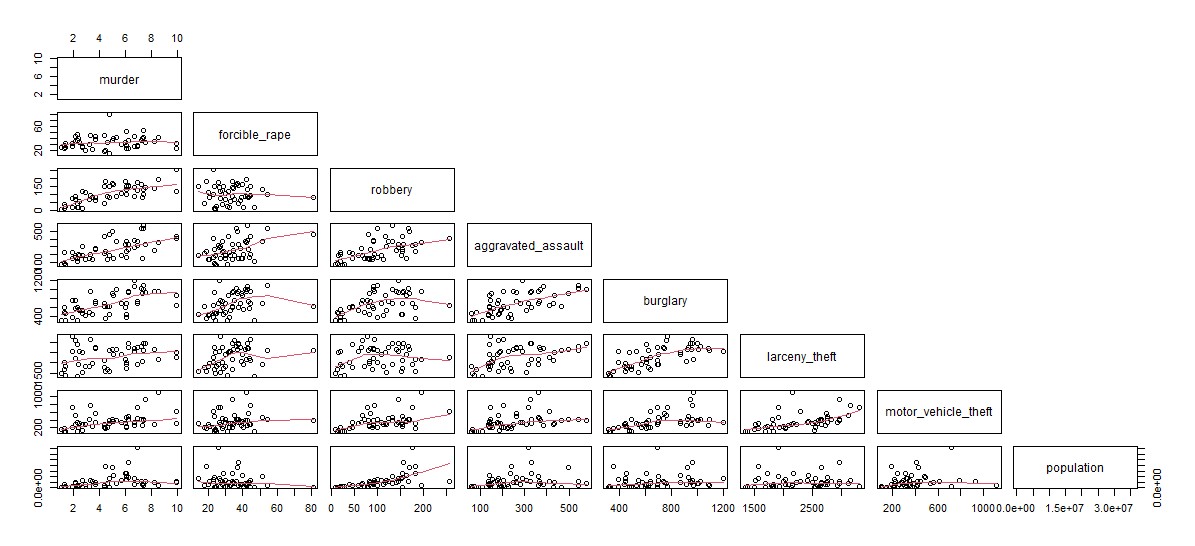 2 4 6 8 10
2 6 10
murder
20 60
forcible_rape
0 150
robbery
100 500
aggravated_assault
400 1200
burglary
1500
larceny_theft
200 1000
motor_vehicle_theft
0.0e+00
population
0.0e+00
2 4 6 8 10 20 40 60 80 0 50 100 200 100 300 500 400 800 1200 1500 2500 200 600 1000 0.0e+00 1.5e+07 3.0e+07